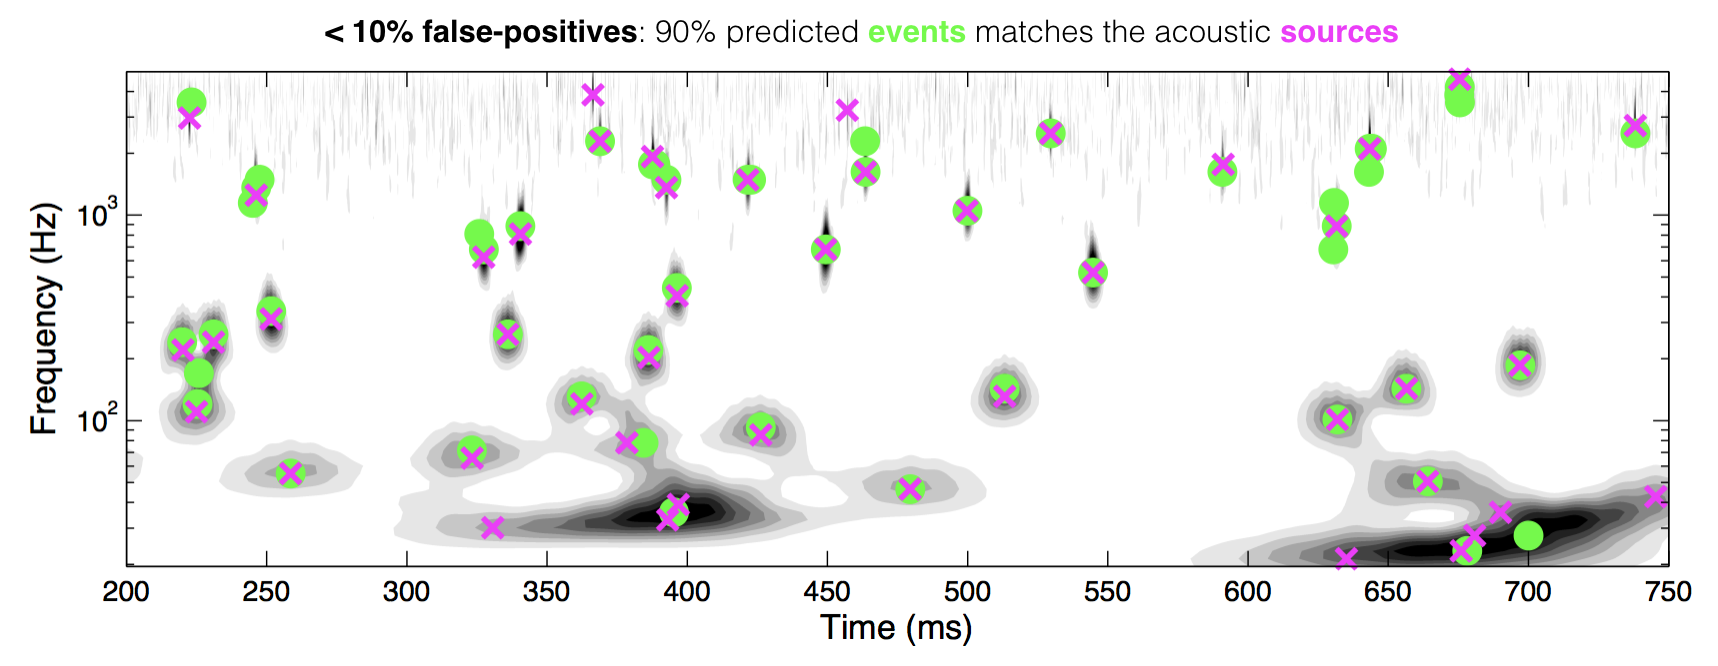 < 10% false-positives: 90% predicted events matches the acoustic sources
Frequency (Hz)
10³
10²
200 250 300 350 400 450 500 550 600 650 700 750
Time (ms)